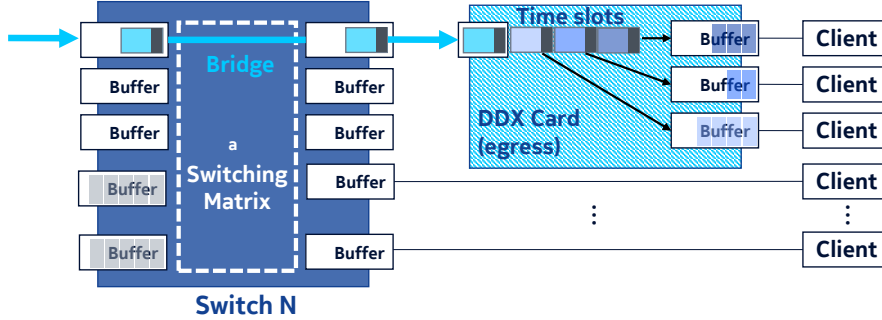 Time slots
Buffer
Client
Bridge
Buffer
Buffer
Buffer
Client
Buffer
Buffer
DDX Card
(egress)
Buffer
Client
a
Switching
Matrix
Buffer
Buffer
Client
Buffer
Buffer
Client
Switch N